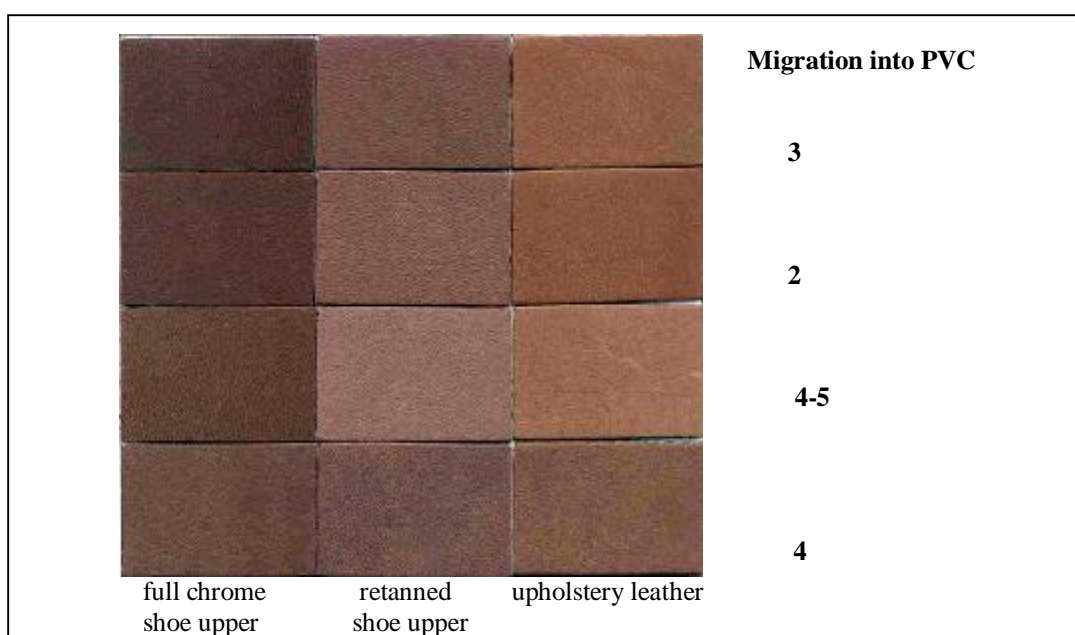 Migration into PVC
3
2
4-5
4
full chrome retanned upholstery leather
shoe upper shoe upper